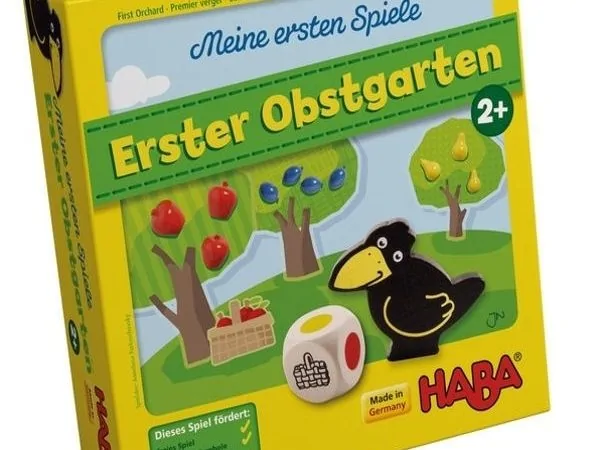 First Orchard · Premier verger
Meine ersten Spiele
Erster Obstgarten
2+
Meine ersten Spiele
Erster Obstgarten
2+
HABA
Made in
Germany
HABA®
Dieses Spiel fördert: